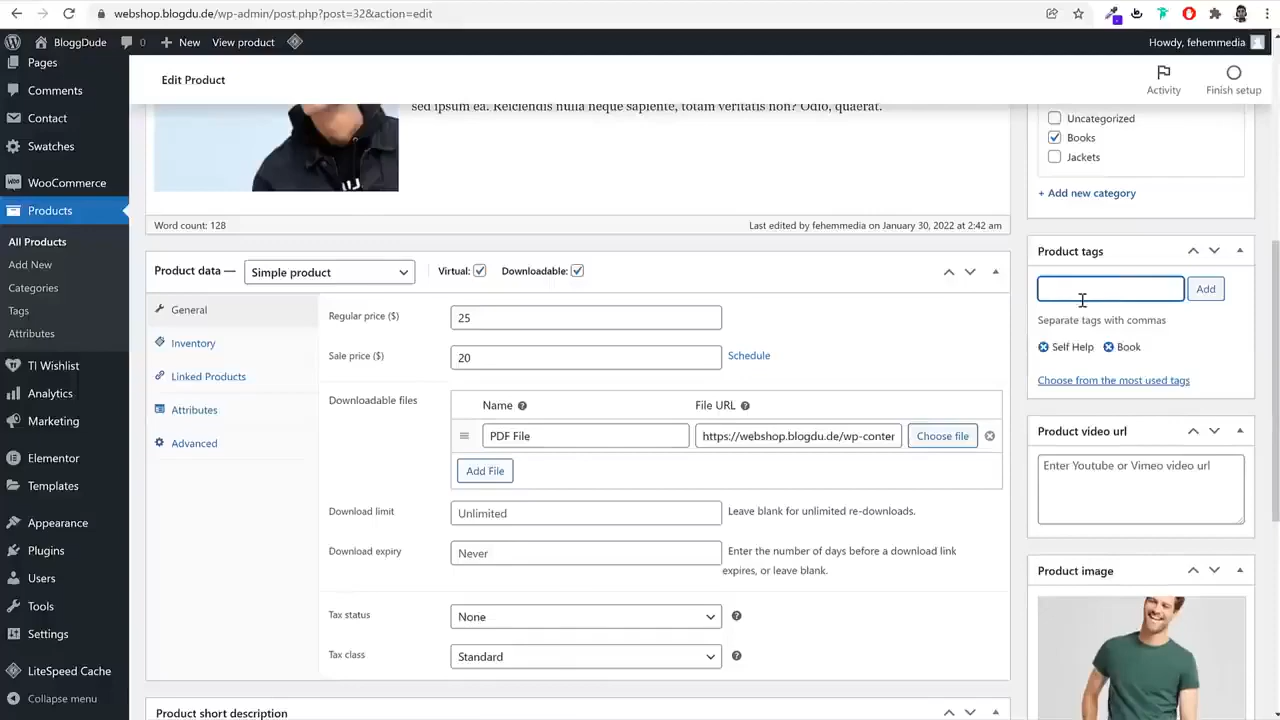 webshop.blogdu.de/wp-admin/post.php?post=32&action=edit
BloggDude
0
+ New
View product
Howdy, fehemmedia
Pages
Comments
Contact
Swatches
WooCommerce
Products
All Products
Add New
Categories
Tags
Attributes
TI Wishlist
Analytics
Marketing
Elementor
Templates
Appearance
Plugins
Users
Tools
Settings
LiteSpeed Cache
Collapse menu
Edit Product
Activity
Finish setup
sed ipsum ea. Reiciendis nulla neque sapiente, totam veritatis non? Odio, quaerat.
Word count: 128
Last edited by fehemmedia on January 30, 2022 at 2:42 am
Product data —
Simple product
Virtual:
Downloadable:
General
Inventory
Linked Products
Attributes
Advanced
Regular price ($)
25
Sale price ($)
20
Schedule
Downloadable files
Name
File URL
PDF File
https://webshop.blogdu.de/wp-conter
Choose file
Add File
Download limit
Unlimited
Leave blank for unlimited re-downloads.
Download expiry
Never
Enter the number of days before a download link
expires, or leave blank.
Tax status
None
Tax class
Standard
Product short description
Uncategorized
Books
Jackets
+ Add new category
Product tags
Add
Separate tags with commas
Self Help
Book
Choose from the most used tags
Product video url
Enter Youtube or Vimeo video url
Product image